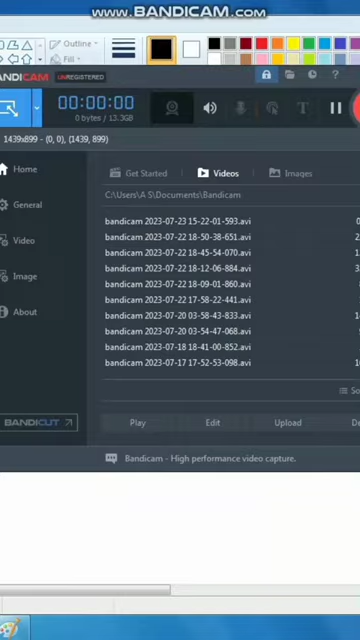 www.BANDICAM.com
Outline
Fill
BANDICAM UNREGISTERED
00:00:00
0 bytes / 13.3GB
1439x899 - (0, 0), (1439, 899)
Home
General
Video
Image
About
BANDICUT
Get Started
Videos
Images
C:\Users\A S\Documents\Bandicam
bandicam 2023-07-23 15-22-01-593.avi
bandicam 2023-07-22 18-50-38-651.avi
bandicam 2023-07-22 18-45-54-070.avi
bandicam 2023-07-22 18-12-06-884.avi
bandicam 2023-07-22 18-09-01-860.avi
bandicam 2023-07-22 17-58-22-441.avi
bandicam 2023-07-20 03-58-43-833.avi
bandicam 2023-07-20 03-54-47-068.avi
bandicam 2023-07-18 18-41-00-852.avi
bandicam 2023-07-17 17-52-53-098.avi
So
Play
Edit
Upload
De
Bandicam - High performance video capture.